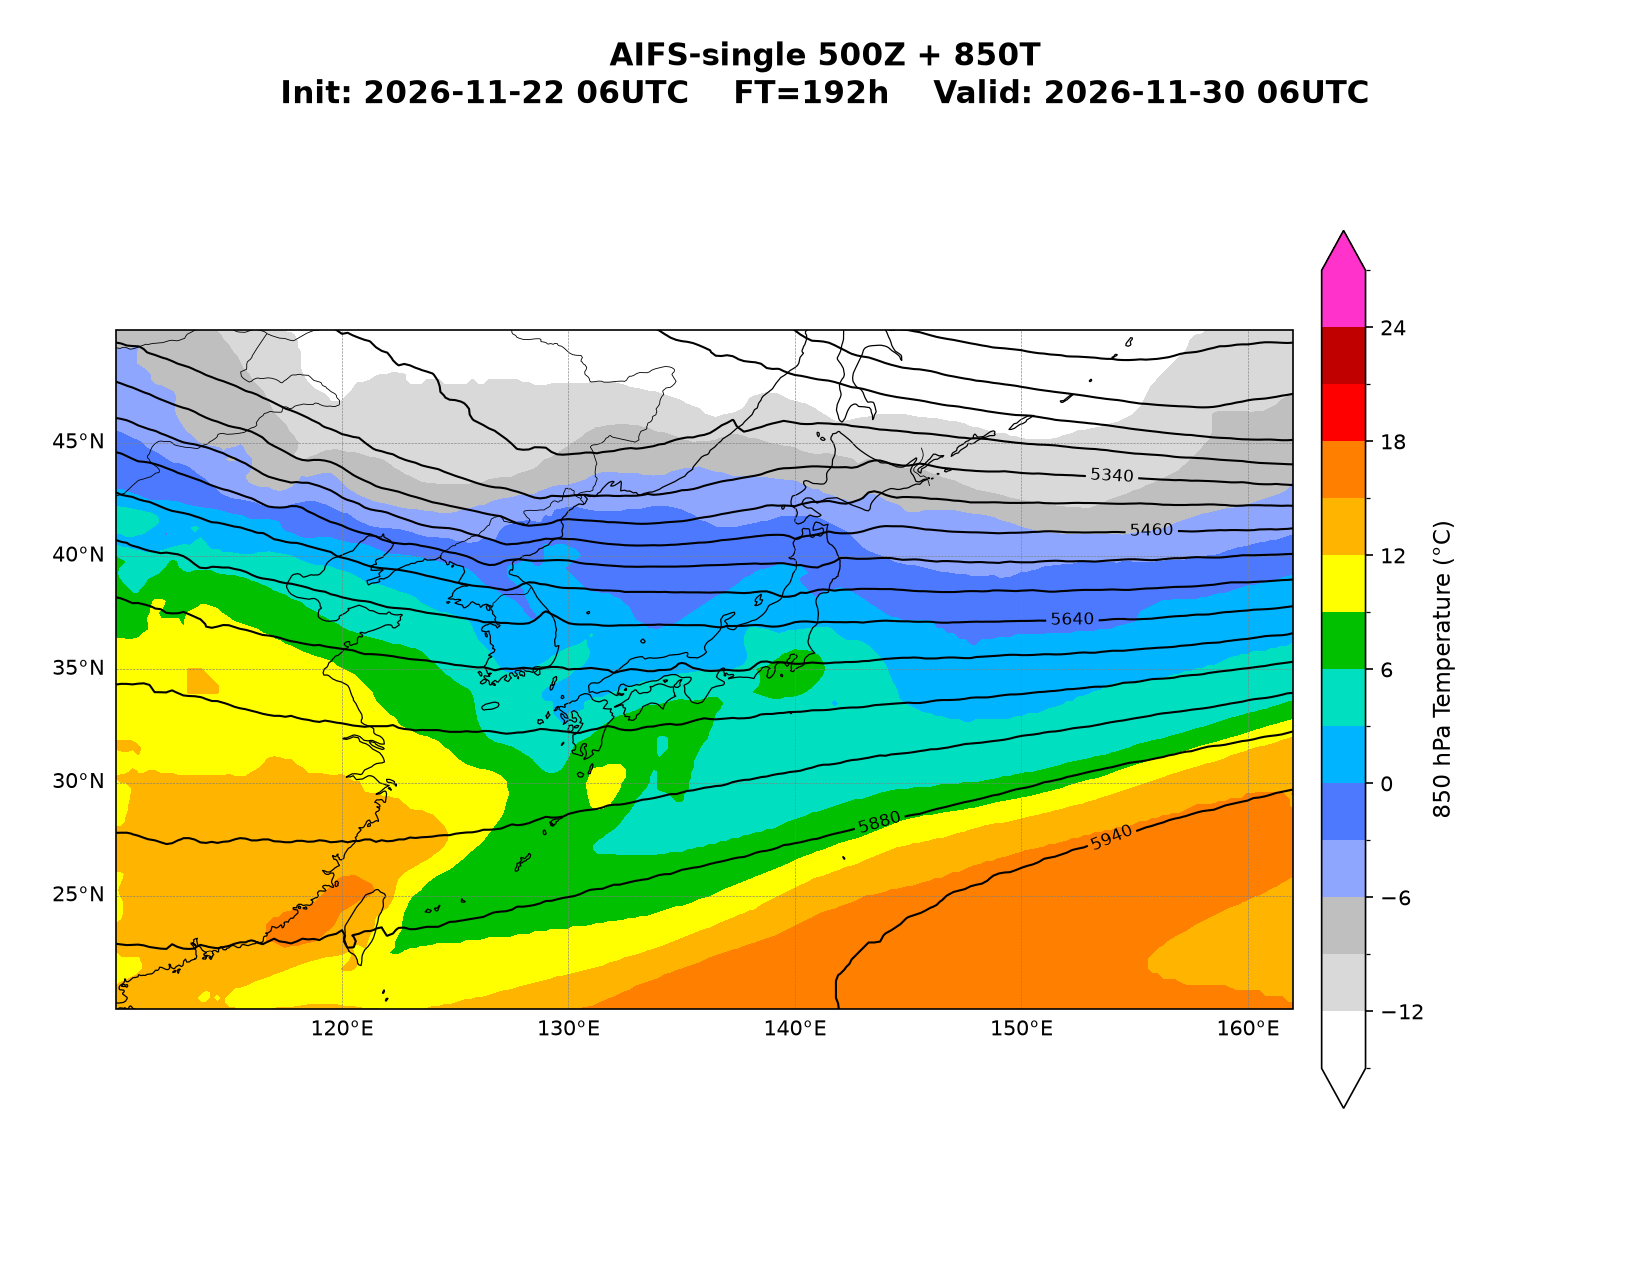 AIFS-single 500Z + 850T
Init: 2026-11-22 06UTC    FT=192h    Valid: 2026-11-30 06UTC
45°N
40°N
35°N
30°N
25°N
120°E
130°E
140°E
150°E
160°E
5340
5460
5640
5880
5940
24
18
12
6
0
−6
−12
850 hPa Temperature (°C)